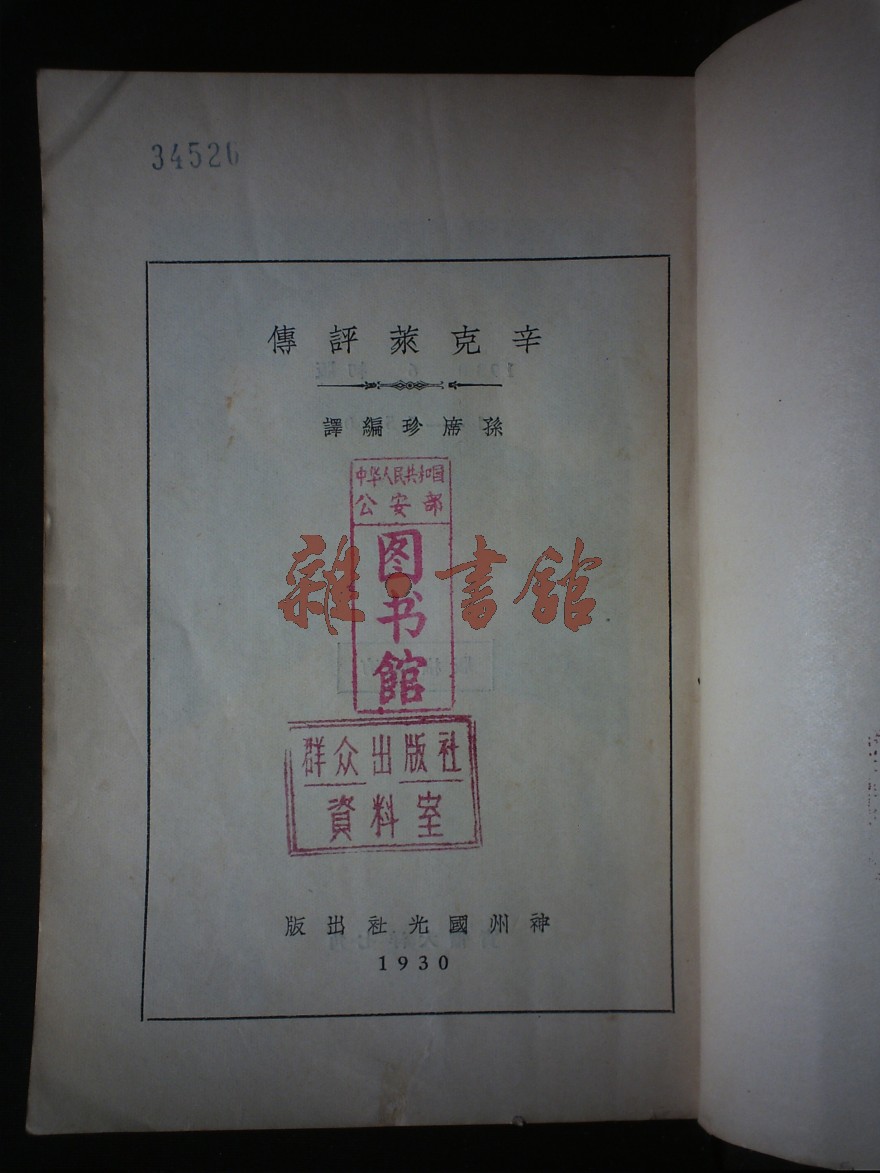 34526
辛克萊評傳
孫席珍編譯
中华人民共和国
公安部
图书馆
雜·書館
群众出版社
資料室
神州國光社出版
1930